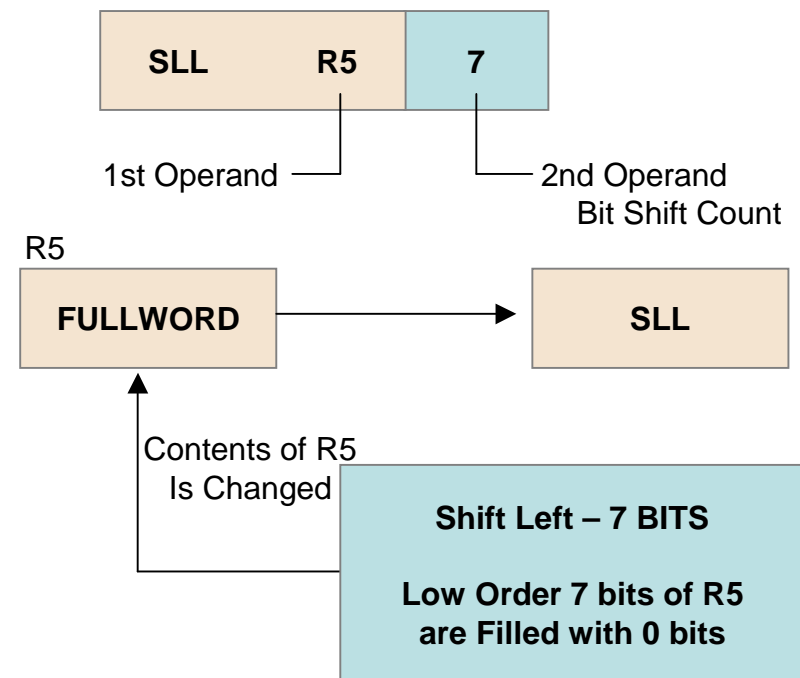 SLL R5 7
1st Operand
2nd Operand
Bit Shift Count
R5
FULLWORD
SLL
Contents of R5
Is Changed
Shift Left – 7 BITS
Low Order 7 bits of R5
are Filled with 0 bits